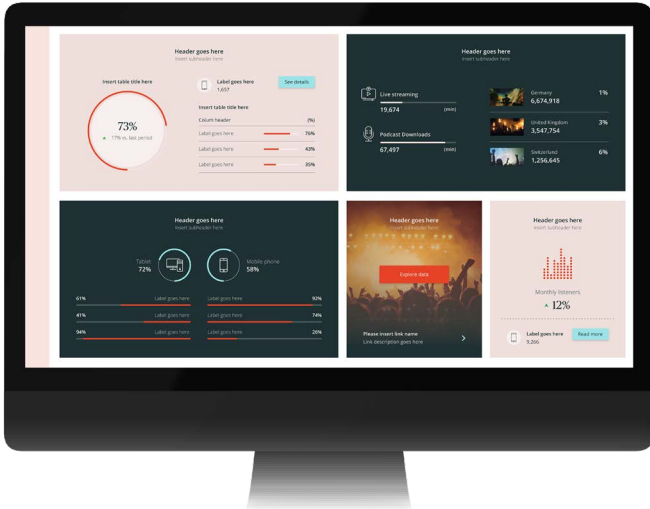 Header goes here
Insert subheader here
Insert table title here
73%
17% vs. last period
Label goes here
1,657
See details
Insert table title here
Colum header (%)
Label goes here 76%
Label goes here 43%
Label goes here 35%
Header goes here
Insert subheader here
Live streaming
19,674 (min)
Podcast Downloads
67,497 (min)
Germany 1%
6,674,918
United Kingdom 3%
3,547,754
Switzerland 6%
1,256,645
Header goes here
Insert subheader here
Tablet
72%
Mobile phone
58%
61% Label goes here Label goes here 92%
41% Label goes here Label goes here 74%
94% Label goes here Label goes here 26%
Header goes here
Insert subheader here
Explore data
Please insert link name
Link description goes here
Header goes here
Insert subheader here
Monthly listeners
12%
Label goes here
9,266
Read more